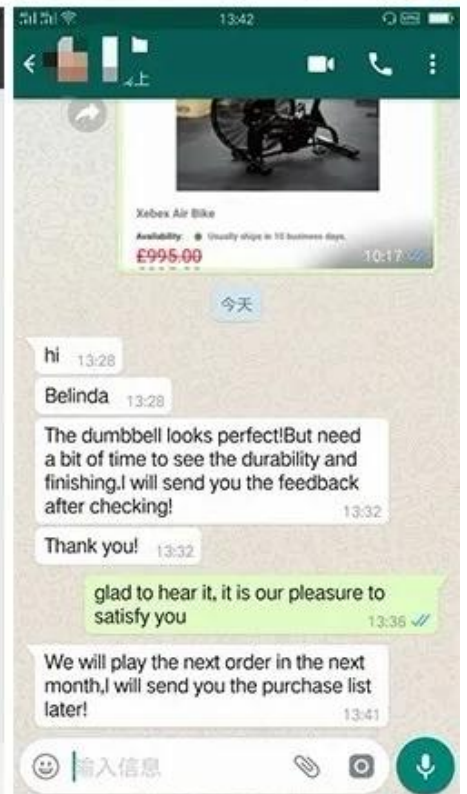 13:42
上
Xebex Air Bike
Availability: Usually ships in 10 business days.
£995.00
10:17
今天
hi 13:28
Belinda 13:28
The dumbbell looks perfect!But need
a bit of time to see the durability and
finishing.I will send you the feedback
after checking!
13:32
Thank you! 13:32
glad to hear it, it is our pleasure to
satisfy you
13:36
We will play the next order in the next
month,I will send you the purchase list
later!
13:41
输入信息